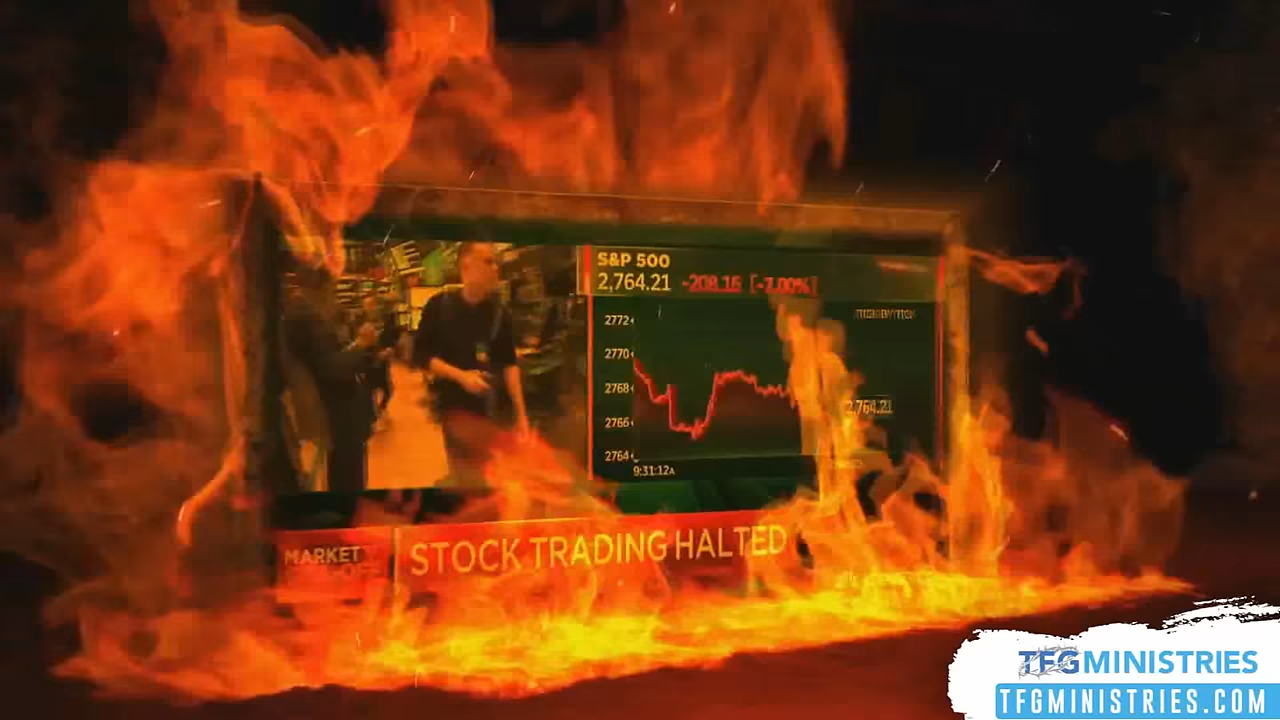 S&P 500
2,764.21 -208.16 [-7.00%]
2772
2770
2768
2766
2764
2,764.21
9:31:12A
MARKET
STOCK TRADING HALTED
TFGMINISTRIES
TFGMINISTRIES.COM